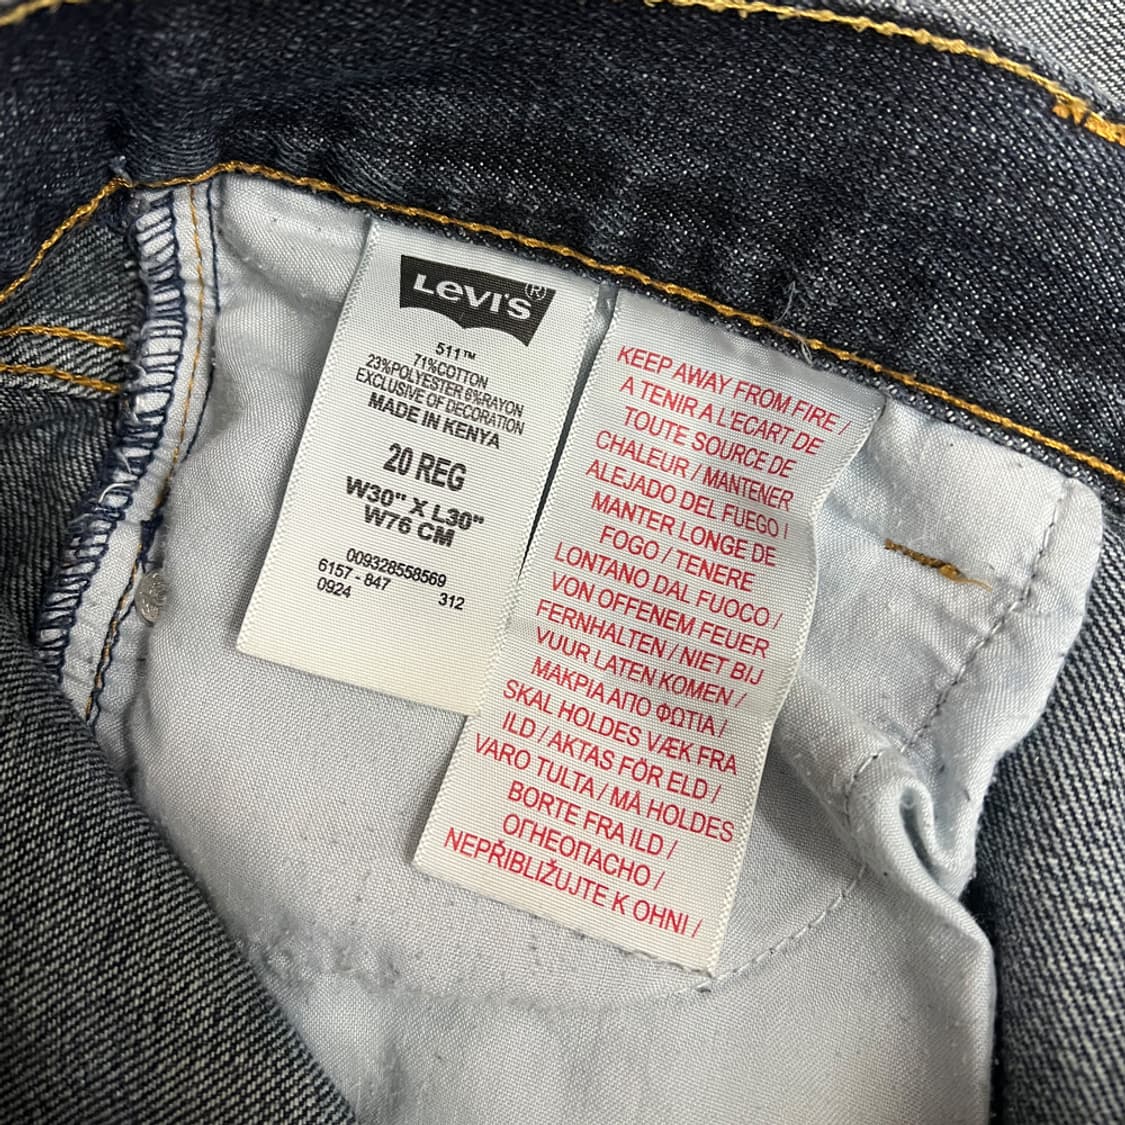 LEVI'S®
511™
71%COTTON
23%POLYESTER 6%RAYON
EXCLUSIVE OF DECORATION
MADE IN KENYA
20 REG
W30" X L30"
W76 CM
009328558569
6157 - 847 312
0924
KEEP AWAY FROM FIRE /
A TENIR A L'ECART DE
TOUTE SOURCE DE
CHALEUR / MANTENER
ALEJADO DEL FUEGO /
MANTER LONGE DE
FOGO / TENERE
LONTANO DAL FUOCO /
VON OFFENEM FEUER
FERNHALTEN / NIET BIJ
VUUR LATEN KOMEN /
ΜΑΚΡΙΑ ΑΠΟ ΦΩΤΙΑ /
SKAL HOLDES VÆK FRA
ILD / AKTAS FÖR ELD /
VARO TULTA / MÅ HOLDES
BORTE FRA ILD /
ОГНЕОПАСНО /
NEPŘIBLIŽUJTE K OHNI /